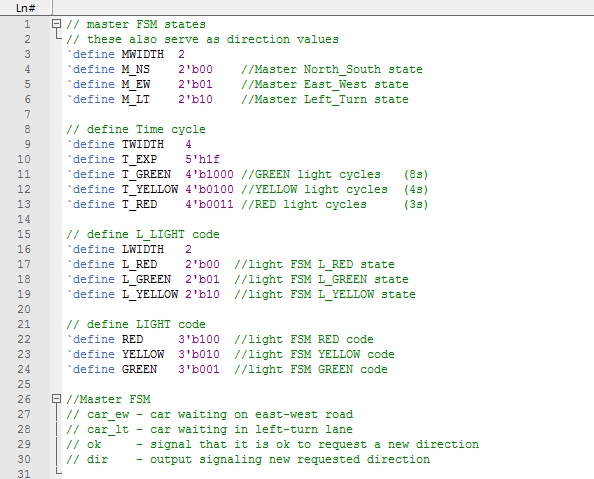 Ln#
1 // master FSM states
2 // these also serve as direction values
3 `define MWIDTH  2
4 `define M_NS    2'b00    //Master North_South state
5 `define M_EW    2'b01    //Master East_West state
6 `define M_LT    2'b10    //Master Left_Turn state
7
8 // define Time cycle
9 `define TWIDTH   4
10 `define T_EXP    5'h1f
11 `define T_GREEN  4'b1000 //GREEN light cycles   (8s)
12 `define T_YELLOW 4'b0100 //YELLOW light cycles  (4s)
13 `define T_RED    4'b0011 //RED light cycles     (3s)
14
15 // define L_LIGHT code
16 `define LWIDTH   2
17 `define L_RED    2'b00  //light FSM L_RED state
18 `define L_GREEN  2'b01  //light FSM L_GREEN state
19 `define L_YELLOW 2'b10  //light FSM L_YELLOW state
20
21 // define LIGHT code
22 `define RED     3'b100  //light FSM RED code
23 `define YELLOW  3'b010  //light FSM YELLOW code
24 `define GREEN   3'b001  //light FSM GREEN code
25
26 //Master FSM
27 // car_ew - car waiting on east-west road
28 // car_lt - car waiting in left-turn lane
29 // ok     - signal that it is ok to request a new direction
30 // dir    - output signaling new requested direction
31